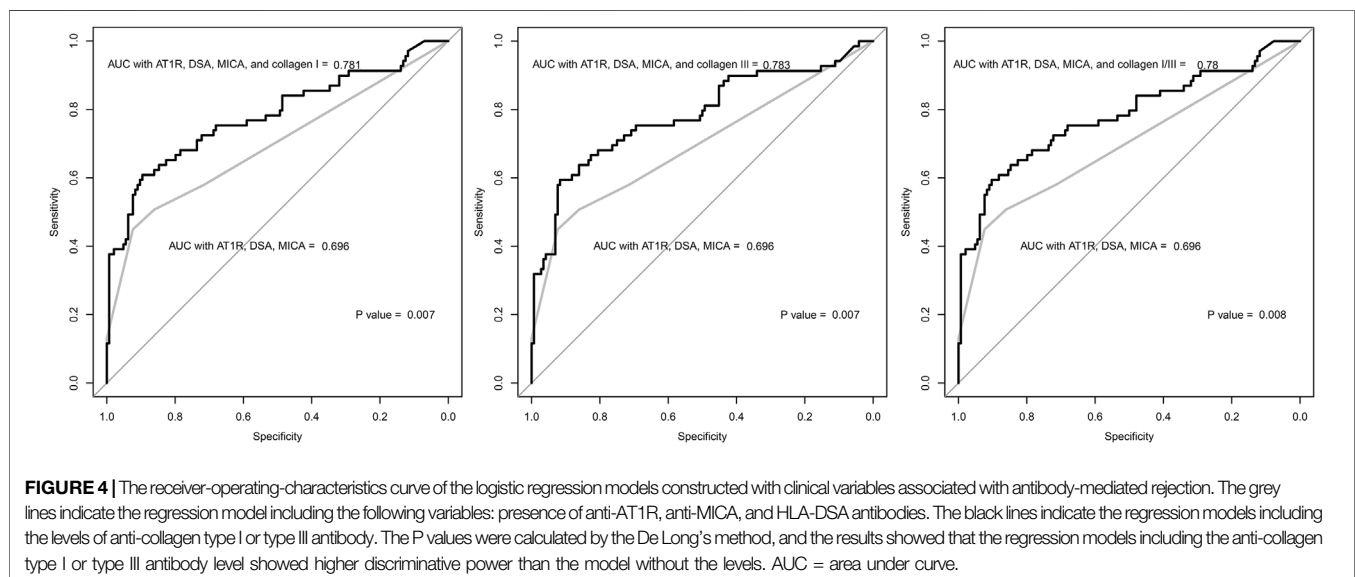 1.0
0.8
0.6
0.4
0.2
0.0
Sensitivity
AUC with AT1R, DSA, MICA, and collagen I = 0.781
AUC with AT1R, DSA, MICA = 0.696
P value = 0.007
1.0 0.8 0.6 0.4 0.2 0.0
Specificity
1.0
0.8
0.6
0.4
0.2
0.0
Sensitivity
AUC with AT1R, DSA, MICA, and collagen III = 0.783
AUC with AT1R, DSA, MICA = 0.696
P value = 0.007
1.0 0.8 0.6 0.4 0.2 0.0
Specificity
1.0
0.8
0.6
0.4
0.2
0.0
Sensitivity
AUC with AT1R, DSA, MICA, and collagen I/III = 0.78
AUC with AT1R, DSA, MICA = 0.696
P value = 0.008
1.0 0.8 0.6 0.4 0.2 0.0
Specificity
FIGURE 4 | The receiver-operating-characteristics curve of the logistic regression models constructed with clinical variables associated with antibody-mediated rejection. The grey
lines indicate the regression model including the following variables: presence of anti-AT1R, anti-MICA, and HLA-DSA antibodies. The black lines indicate the regression models including
the levels of anti-collagen type I or type III antibody. The P values were calculated by the De Long's method, and the results showed that the regression models including the anti-collagen
type I or type III antibody level showed higher discriminative power than the model without the levels. AUC = area under curve.